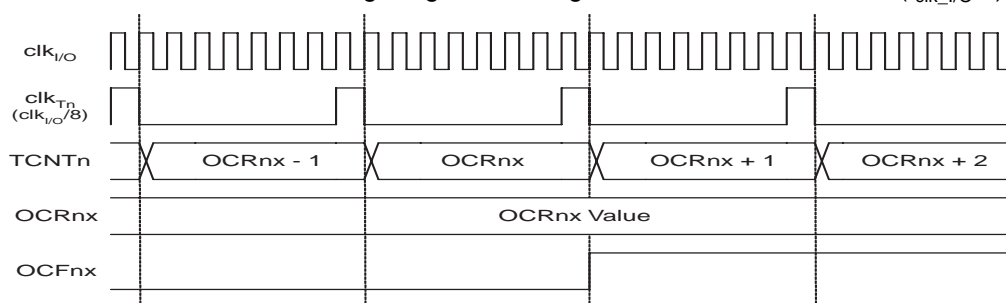 clkI/O
clkTn
(clkI/O/8)
TCNTn OCRnx - 1 OCRnx OCRnx + 1 OCRnx + 2
OCRnx OCRnx Value
OCFnx